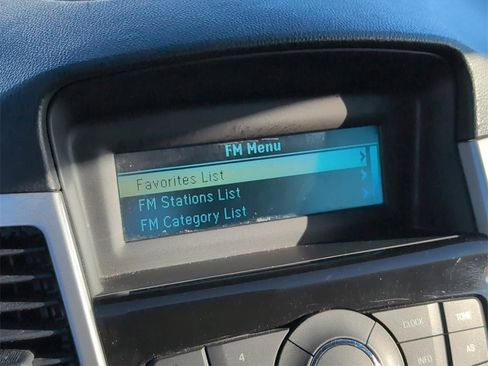 FM Menu
Favorites List
FM Stations List
FM Category List
CLOCK
TONE
4
INFO
AS